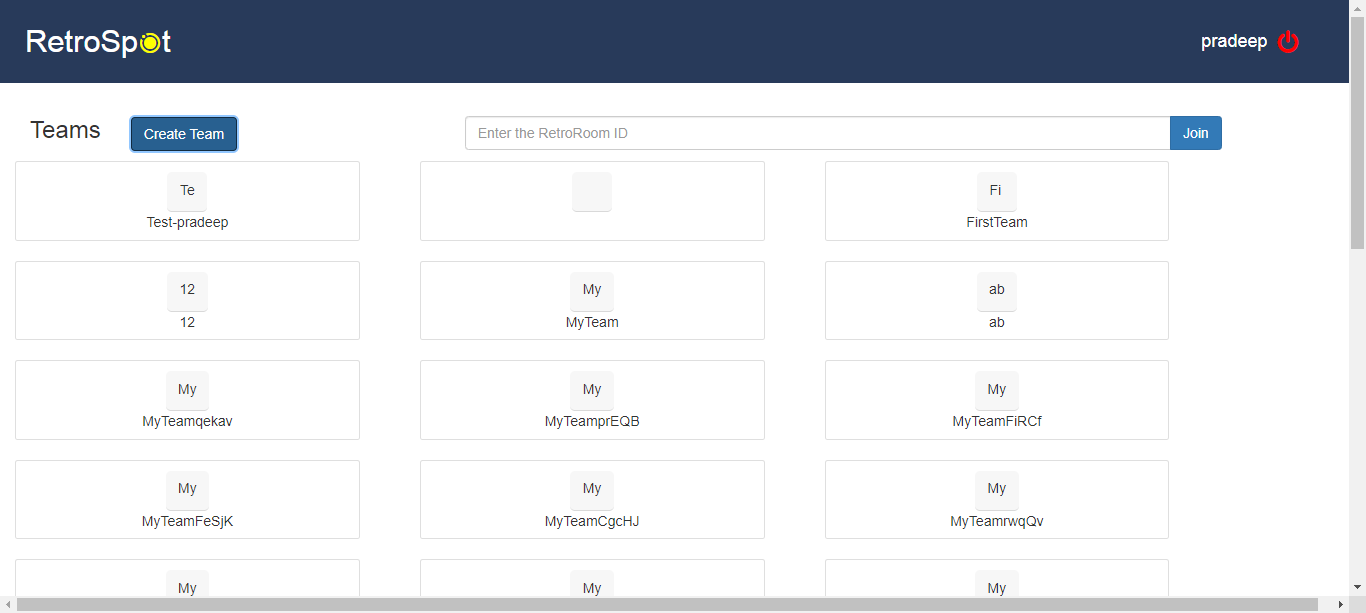 RetroSpot
pradeep
Teams
Create Team
Enter the RetroRoom ID
Join
Te
Test-pradeep
Fi
FirstTeam
12
12
My
MyTeam
ab
ab
My
MyTeamqekav
My
MyTeamprEQB
My
MyTeamFiRCf
My
MyTeamFeSjK
My
MyTeamCgcHJ
My
MyTeamrwqQv
My
My
My